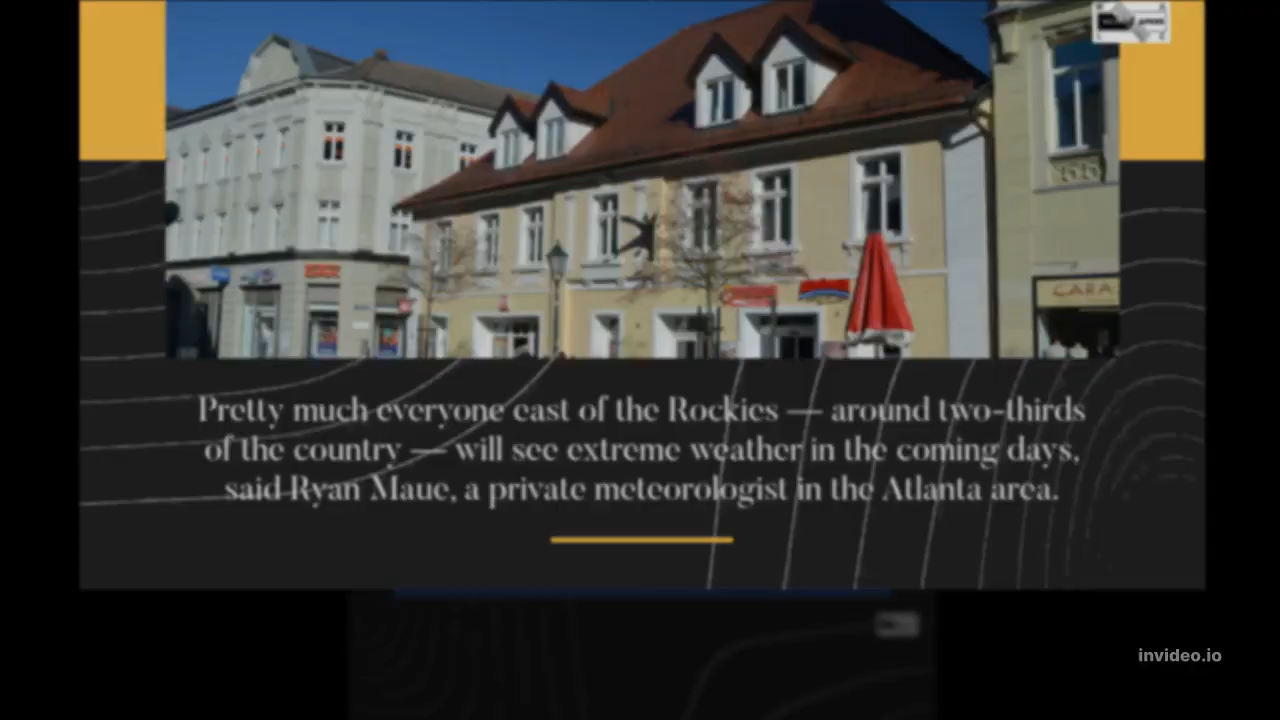 CARA
Pretty much everyone east of the Rockies — around two-thirds
of the country — will see extreme weather in the coming days,
said Ryan Maue, a private meteorologist in the Atlanta area.
invideo.io